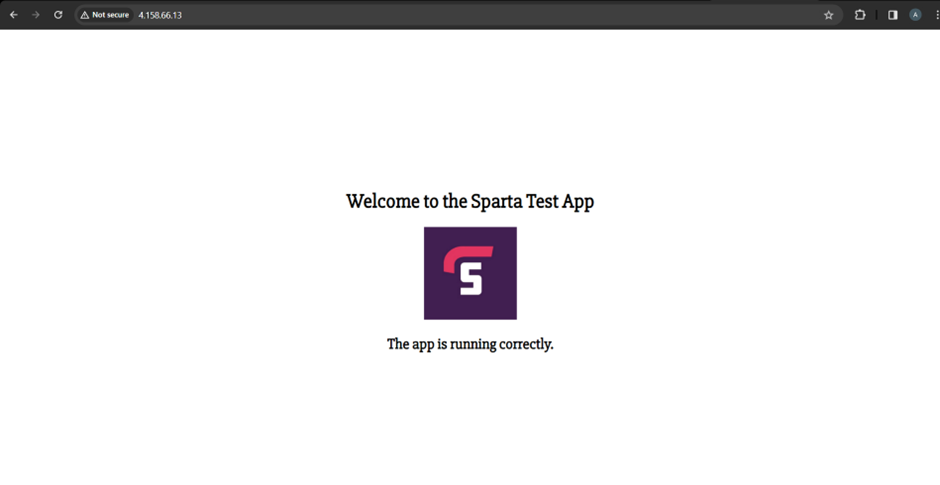 Not secure 4.158.66.13 A
Welcome to the Sparta Test App
S
The app is running correctly.